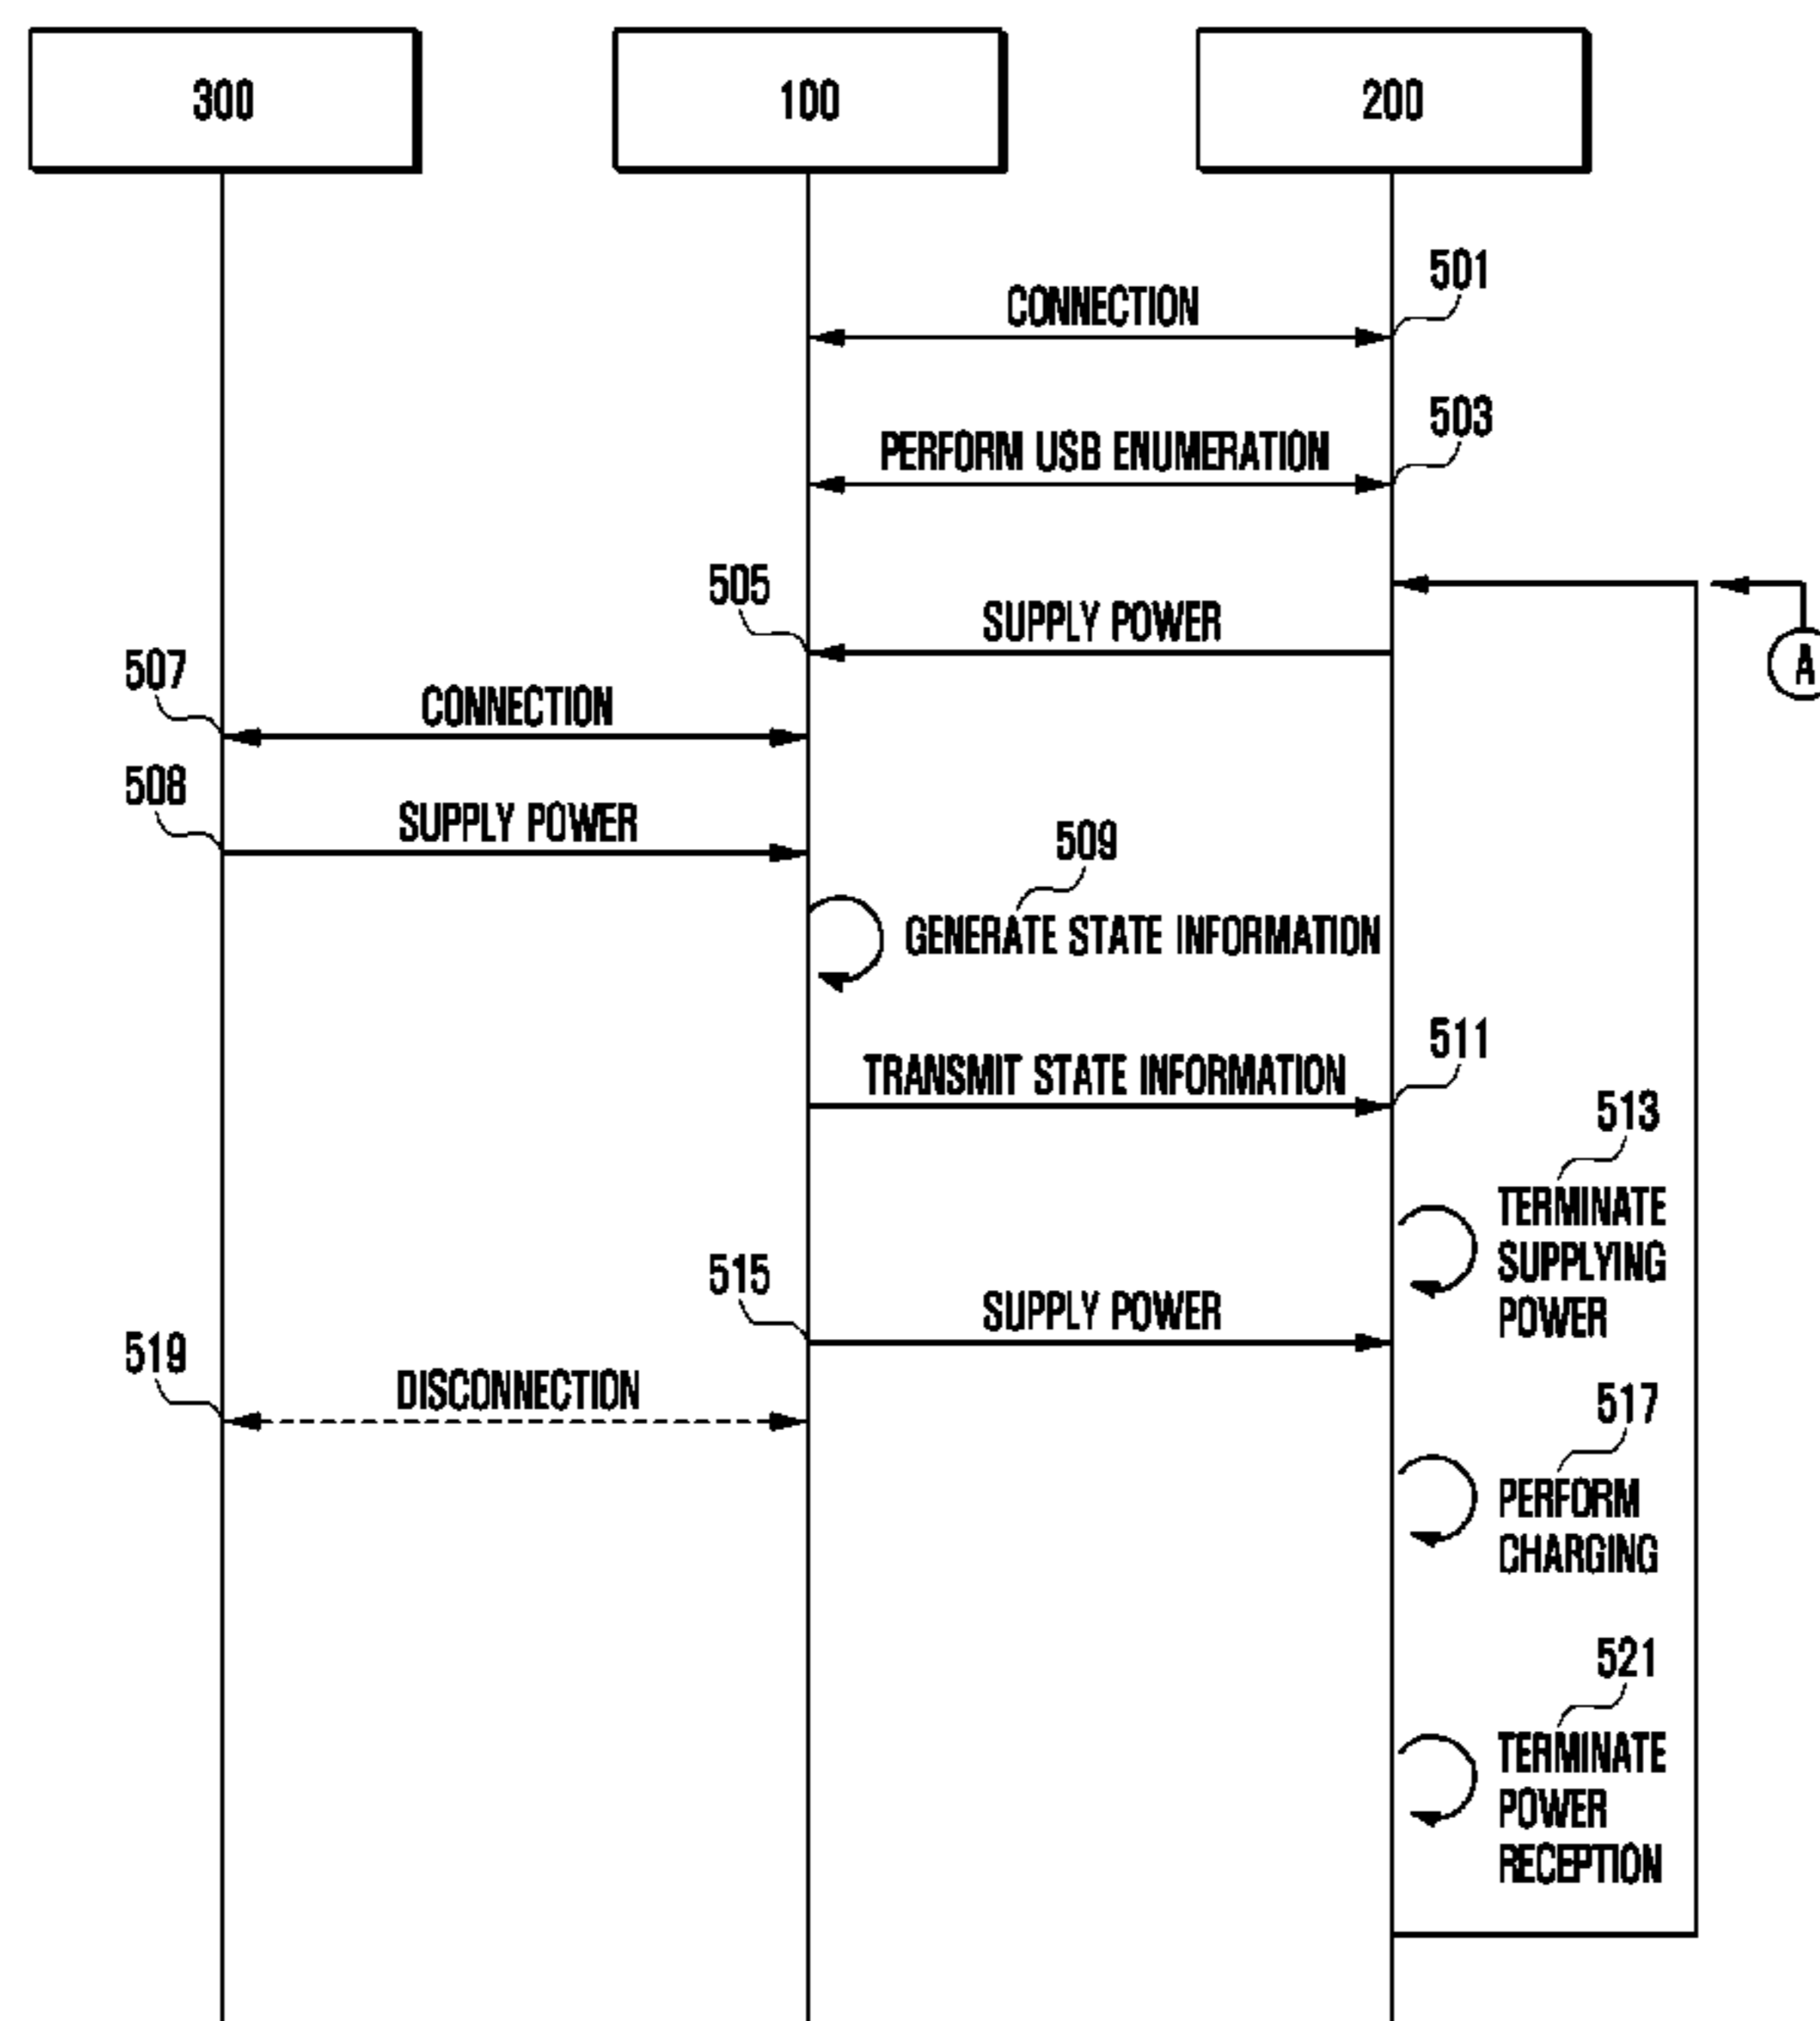 300
100
200
501
CONNECTION
503
PERFORM USB ENUMERATION
505
SUPPLY POWER
A
507
CONNECTION
508
SUPPLY POWER
509
GENERATE STATE INFORMATION
511
TRANSMIT STATE INFORMATION
513
TERMINATE
SUPPLYING
POWER
515
SUPPLY POWER
519
DISCONNECTION
517
PERFORM
CHARGING
521
TERMINATE
POWER
RECEPTION